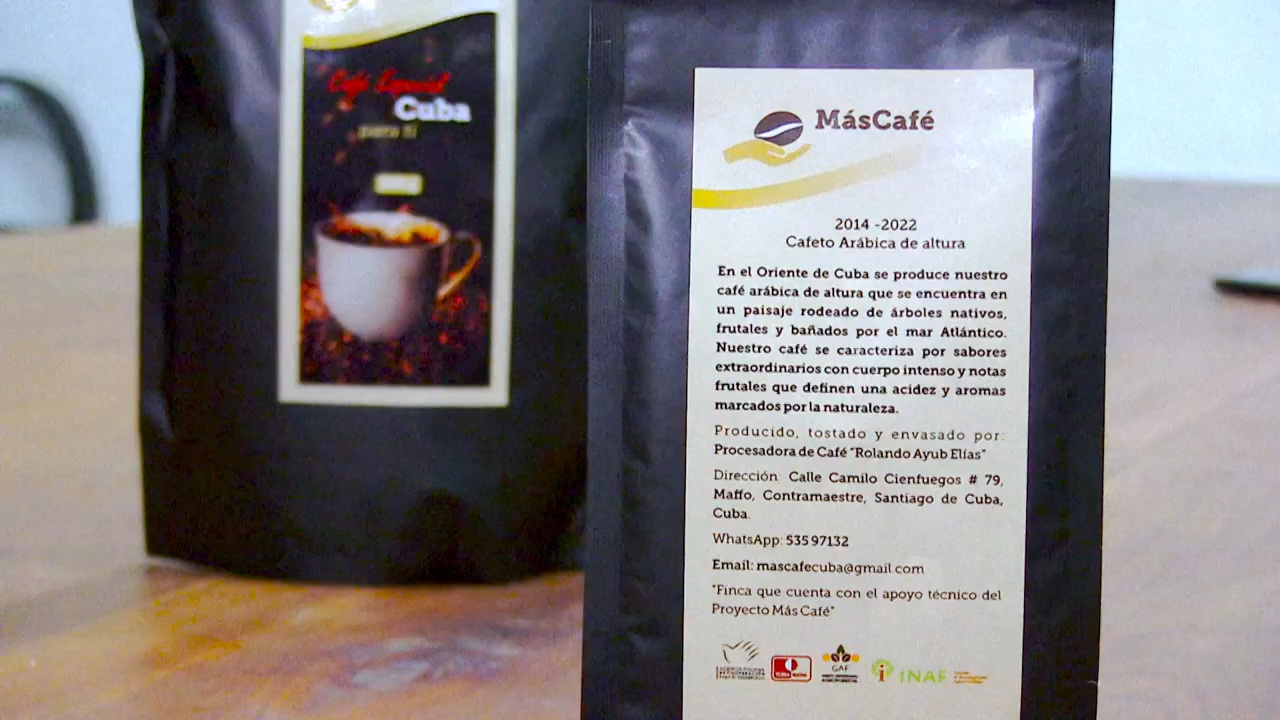 Café Especial
Cuba
para ti
MásCafé
2014 -2022
Cafeto Arábica de altura
En el Oriente de Cuba se produce nuestro
café arábica de altura que se encuentra en
un paisaje rodeado de árboles nativos,
frutales y bañados por el mar Atlántico.
Nuestro café se caracteriza por sabores
extraordinarios con cuerpo intenso y notas
frutales que definen una acidez y aromas
marcados por la naturaleza.
Producido, tostado y envasado por:
Procesadora de Café "Rolando Ayub Elías"
Dirección: Calle Camilo Cienfuegos # 79,
Maffo, Contramaestre, Santiago de Cuba,
Cuba.
WhatsApp: 53597132
Email: mascafecuba@gmail.com
"Finca que cuenta con el apoyo técnico del
Proyecto Más Café"
GAF
INAF